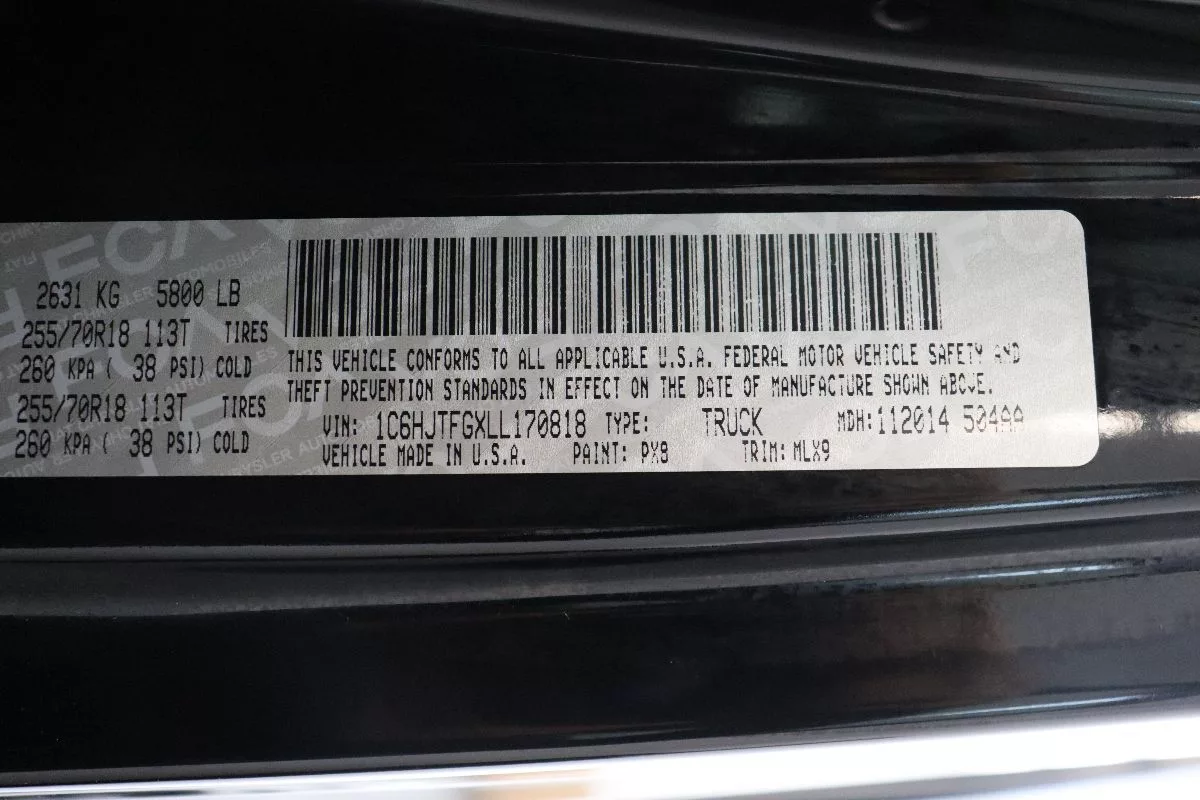 2631 KG 5800 LB
255/70R18 113T TIRES
260 KPA ( 38 PSI) COLD
255/70R18 113T TIRES
260 KPA ( 38 PSI) COLD
THIS VEHICLE CONFORMS TO ALL APPLICABLE U.S.A. FEDERAL MOTOR VEHICLE SAFETY AND
THEFT PREVENTION STANDARDS IN EFFECT ON THE DATE OF MANUFACTURE SHOWN ABOVE.
VIN: 1C6HJTFGXLL170818 TYPE: TRUCK MDH: 112014 504AA
VEHICLE MADE IN U.S.A. PAINT: PX8 TRIM: MLX9
FCA